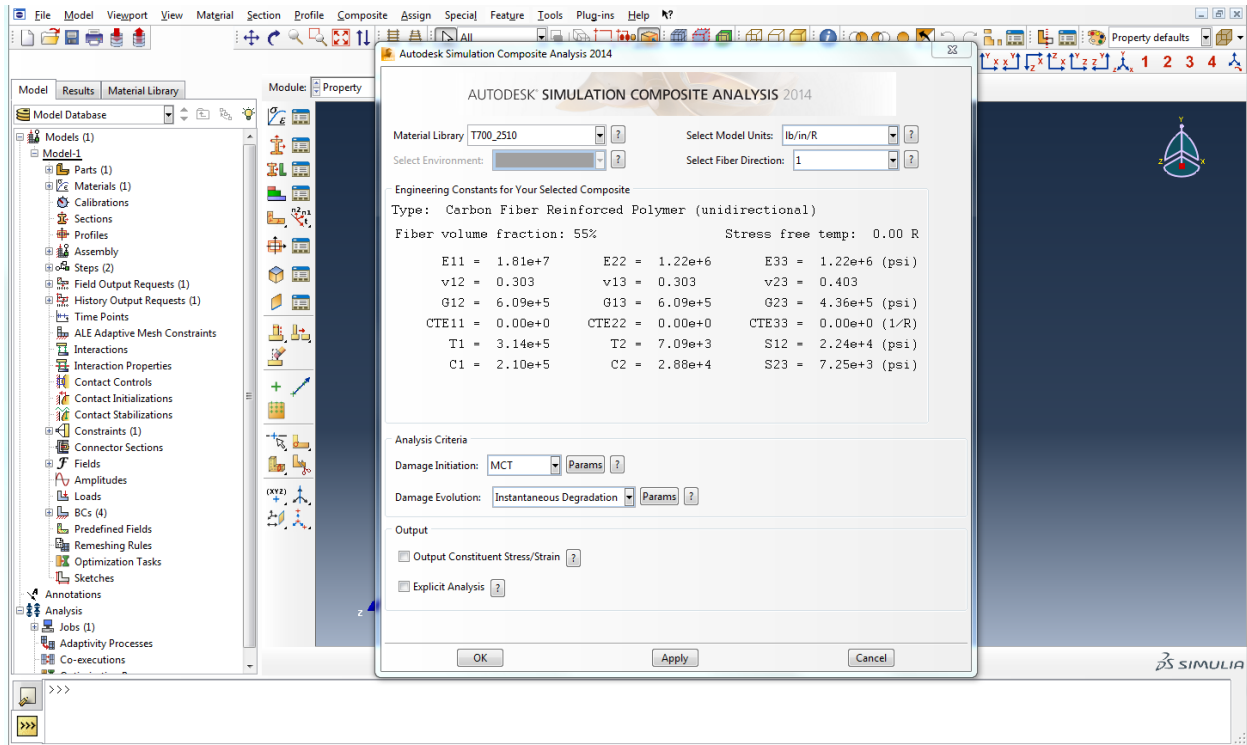 File Model Viewport View Material Section Profile Composite Assign Special Feature Tools Plug-ins Help
All
Property defaults
1 2 3 4
Model Results Material Library
Module: Property
Model Database
Models (1)
Model-1
Parts (1)
Materials (1)
Calibrations
Sections
Profiles
Assembly
Steps (2)
Field Output Requests (1)
History Output Requests (1)
Time Points
ALE Adaptive Mesh Constraints
Interactions
Interaction Properties
Contact Controls
Contact Initializations
Contact Stabilizations
Constraints (1)
Connector Sections
Fields
Amplitudes
Loads
BCs (4)
Predefined Fields
Remeshing Rules
Optimization Tasks
Sketches
Annotations
Analysis
Jobs (1)
Adaptivity Processes
Co-executions
(XYZ)
Autodesk Simulation Composite Analysis 2014
AUTODESK® SIMULATION COMPOSITE ANALYSIS 2014
Material Library T700_2510 ? Select Model Units: lb/in/R ?
Select Environment: ? Select Fiber Direction: 1 ?
Engineering Constants for Your Selected Composite
Type: Carbon Fiber Reinforced Polymer (unidirectional)
Fiber volume fraction: 55% Stress free temp: 0.00 R
E11 = 1.81e+7 E22 = 1.22e+6 E33 = 1.22e+6 (psi)
v12 = 0.303 v13 = 0.303 v23 = 0.403
G12 = 6.09e+5 G13 = 6.09e+5 G23 = 4.36e+5 (psi)
CTE11 = 0.00e+0 CTE22 = 0.00e+0 CTE33 = 0.00e+0 (1/R)
T1 = 3.14e+5 T2 = 7.09e+3 S12 = 2.24e+4 (psi)
C1 = 2.10e+5 C2 = 2.88e+4 S23 = 7.25e+3 (psi)
Analysis Criteria
Damage Initiation: MCT Params ?
Damage Evolution: Instantaneous Degradation Params ?
Output
Output Constituent Stress/Strain ?
Explicit Analysis ?
OK Apply Cancel
Y
Z X
Z
SIMULIA
>>>
>>>